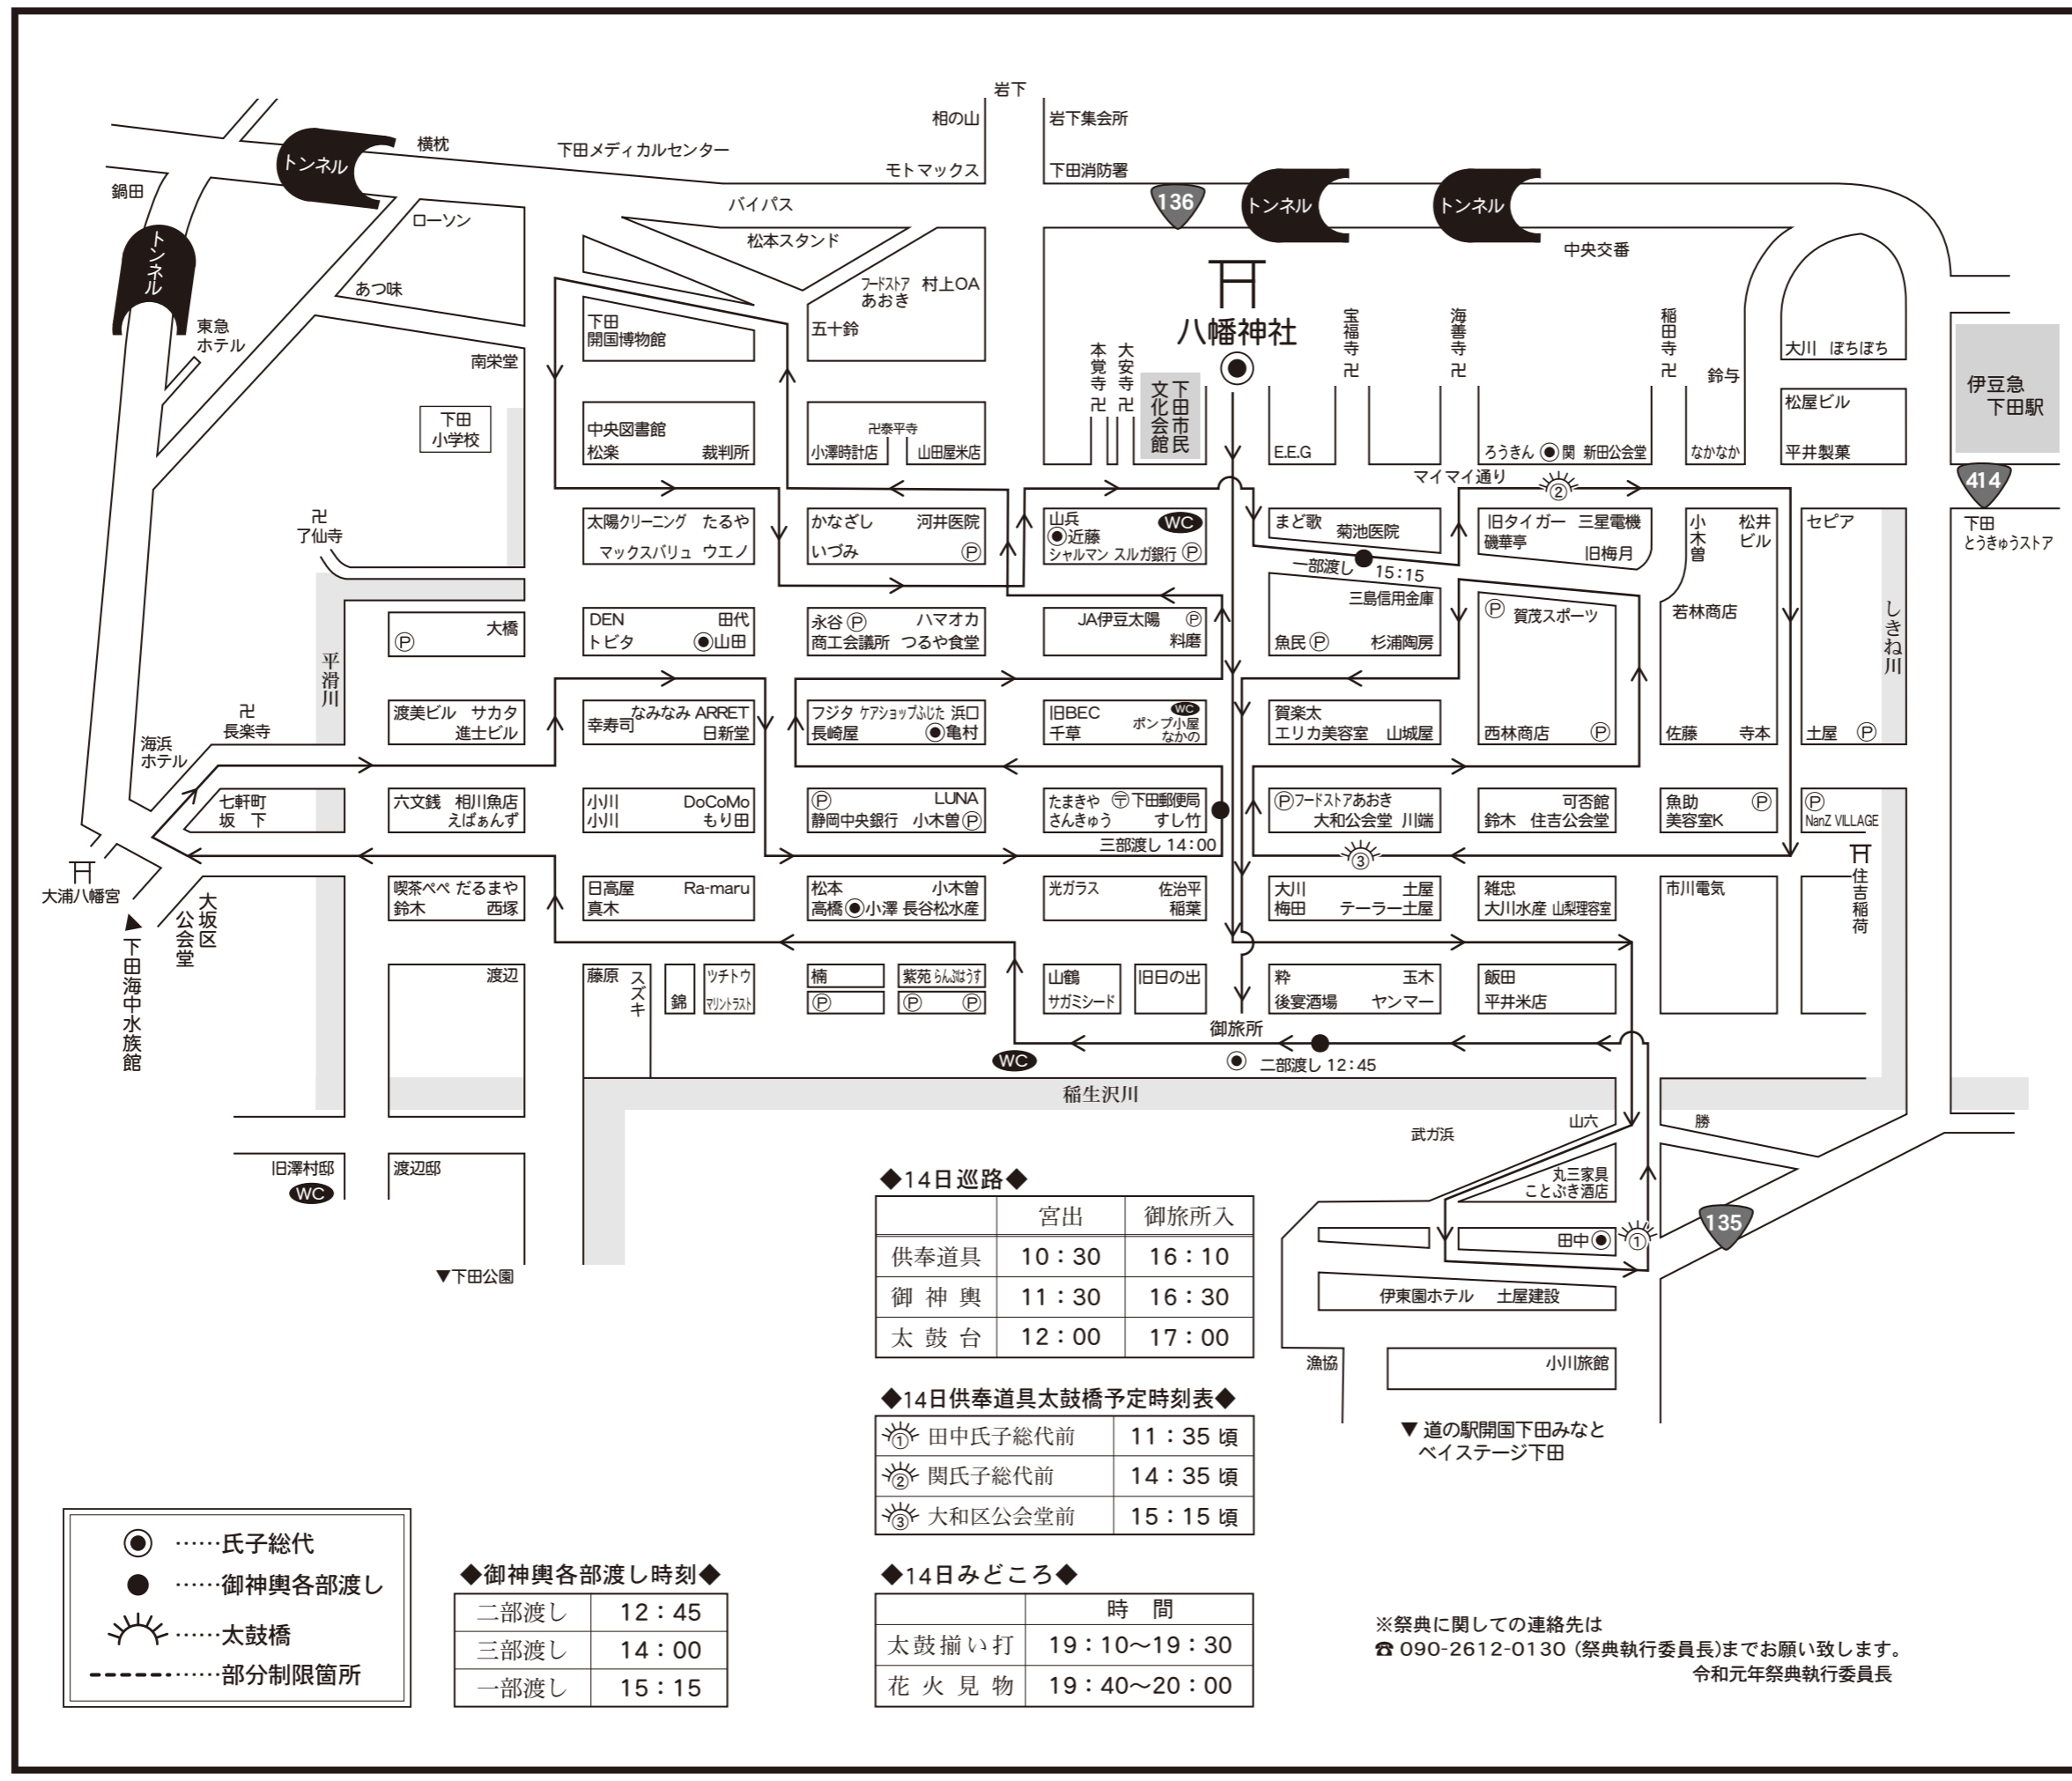 岩下
相の山
岩下集会所
横枕
下田メディカルセンター
モトマックス
下田消防署
トンネル
鍋田
136
トンネル
トンネル
ローソン
バイパス
松本スタンド
中央交番
トンネル
あつ味
フードストア
あおき
村上OA
東急
ホテル
下田
開国博物館
五十鈴
八幡神社
本覚寺卍
大安寺卍
下田市民
文化会館
宝福寺卍
海善寺卍
稲田寺卍
鈴与
大川 ぽちぽち
南栄堂
伊豆急
下田駅
下田
小学校
中央図書館
松楽 裁判所
卍泰平寺
小澤時計店 山田屋米店
E.E.G
ろうきん 関 新田公会堂
なかなか
松屋ビル
平井製菓
マイマイ通り
②
414
卍
了仙寺
太陽クリーニング たるや
マックスバリュ ウエノ
かなざし 河井医院
いづみ Ⓟ
山兵 WC
近藤
シャルマン スルガ銀行 Ⓟ
まど歌
菊池医院
旧タイガー 三星電機
磯華亭
旧梅月
小木曽
松井
ビル
セピア
下田
とうきゅうストア
一部渡し 15:15
三島信用金庫
大橋
Ⓟ
DEN 田代
トビタ 山田
永谷 Ⓟ ハマオカ
商工会議所 つるや食堂
JA伊豆太陽 Ⓟ
料磨
魚民 Ⓟ 杉浦陶房
Ⓟ 賀茂スポーツ
若林商店
しきね川
平滑川
卍
長楽寺
海浜
ホテル
渡美ビル サカタ
進士ビル
なみなみ ARRET
幸寿司 日新堂
フジタ ケアショップふじた 浜口
長崎屋 亀村
旧BEC WC
千草
ポンプ小屋
なかの
賀楽太
エリカ美容室 山城屋
西林商店 Ⓟ
佐藤 寺本
土屋 Ⓟ
七軒町
坂 下
六文銭 相川魚店
えばぁんず
小川 DoCoMo
小川 もり田
Ⓟ LUNA
静岡中央銀行 小木曽 Ⓟ
たまきや 〒下田郵便局
さんきゅう すし竹
Ⓟ フードストアあおき
大和公会堂 川端
可否館
鈴木 住吉公会堂
魚助 Ⓟ
美容室K
Ⓟ
NanZ VILLAGE
三部渡し 14:00
③
大浦八幡宮
大坂区
公会堂
喫茶ペペ だるまや
鈴木 西塚
日高屋 Ra-maru
真木
松本 小木曽
高橋 小澤 長谷松水産
光ガラス 佐治平
稲葉
大川 土屋
梅田 テーラー土屋
雑忠
大川水産 山梨理容室
市川電気
住吉稲荷
▲下田海中水族館
渡辺
藤原
スズキ
錦
ツチトウ
マリントラスト
楠
Ⓟ
紫苑 らんぷはうす
Ⓟ Ⓟ
山鶴
サガミシード
旧日の出
粋 玉木
後宴酒場 ヤンマー
飯田
平井米店
御旅所
WC
二部渡し 12:45
稲生沢川
武ガ浜
山六
勝
旧澤村邸
WC
渡辺邸
丸三家具
ことぶき酒店
135
田中
①
▼下田公園
伊東園ホテル 土屋建設
漁協
小川旅館
▼ 道の駅開国下田みなと
ベイステージ下田
◆14日巡路◆
宮出 御旅所入
供奉道具 10:30 16:10
御神輿 11:30 16:30
太鼓台 12:00 17:00
◆14日供奉道具太鼓橋予定時刻表◆
① 田中氏子総代前 11:35 頃
② 関氏子総代前 14:35 頃
③ 大和区公会堂前 15:15 頃
……氏子総代
……御神輿各部渡し
……太鼓橋
……部分制限箇所
◆御神輿各部渡し時刻◆
二部渡し 12:45
三部渡し 14:00
一部渡し 15:15
◆14日みどころ◆
時 間
太鼓揃い打 19:10〜19:30
花火見物 19:40〜20:00
※祭典に関しての連絡先は
☎ 090-2612-0130 (祭典執行委員長)までお願い致します。
令和元年祭典執行委員長